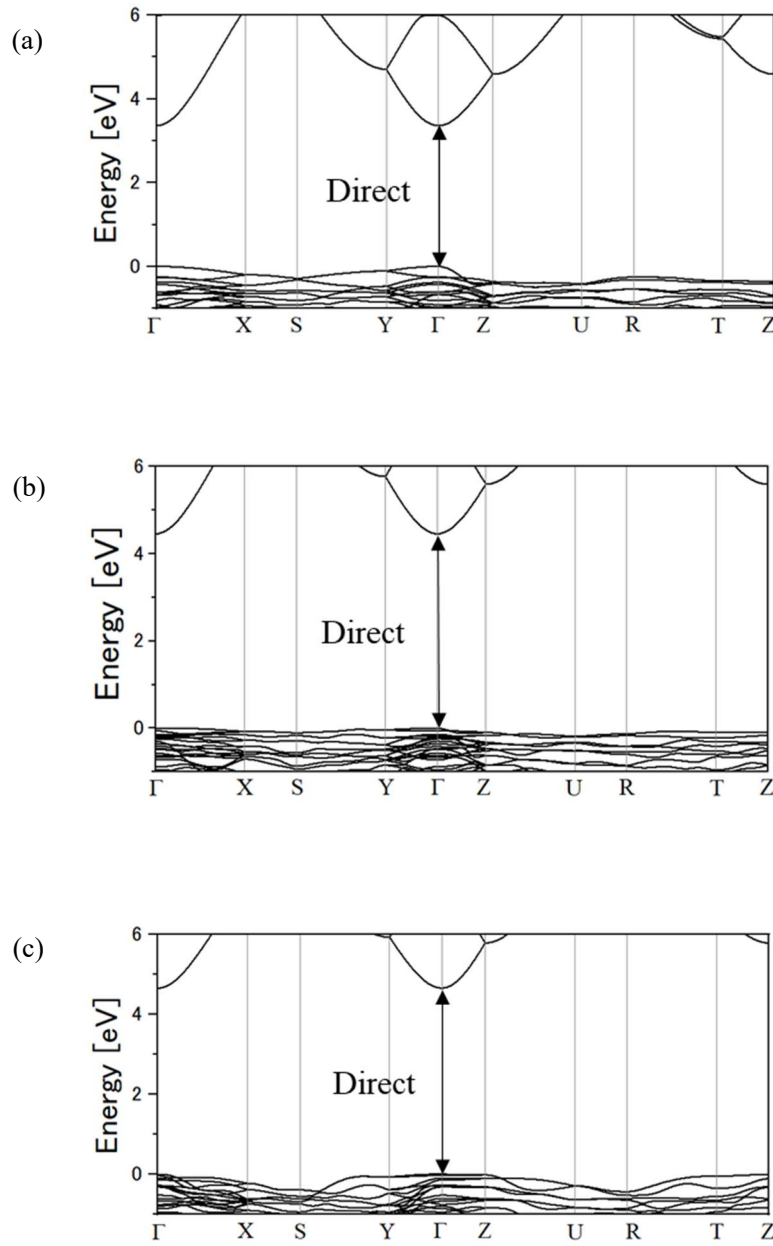 (a)
Energy [eV]
6
4
2
0
Direct
Γ X S Y Γ Z U R T Z
(b)
Energy [eV]
6
4
2
0
Direct
Γ X S Y Γ Z U R T Z
(c)
Energy [eV]
6
4
2
0
Direct
Γ X S Y Γ Z U R T Z